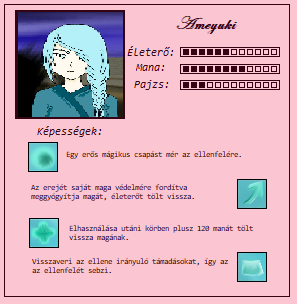 Ameyuki
Életerő:
Mana:
Pajzs:
Képességek:
Egy erős mágikus csapást mér az ellenfelére.
Az erejét saját maga védelmére fordítva
meggyógyítja magát, életerőt tölt vissza.
Elhasználása utáni körben plusz 120 manát tölt
vissza magának.
Visszaveri az ellene irányuló támadásokat, így az
az ellenfelét sebzi.